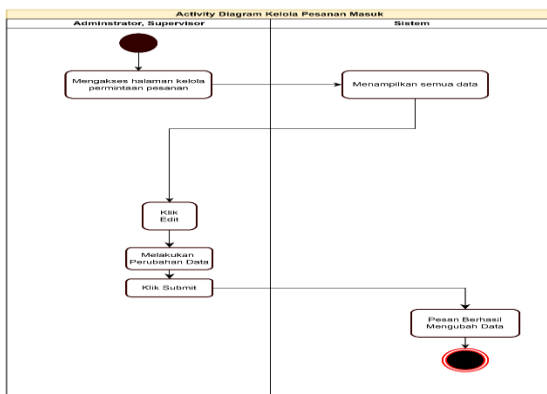 Activity Diagram Kelola Pesanan Masuk
Adminstrator, Supervisor
Sistem
Mengakses halaman kelola
permintaan pesanan
Menampilkan semua data
Klik
Edit
Melakukan
Perubahan Data
Klik Submit
Pesan Berhasil
Mengubah Data